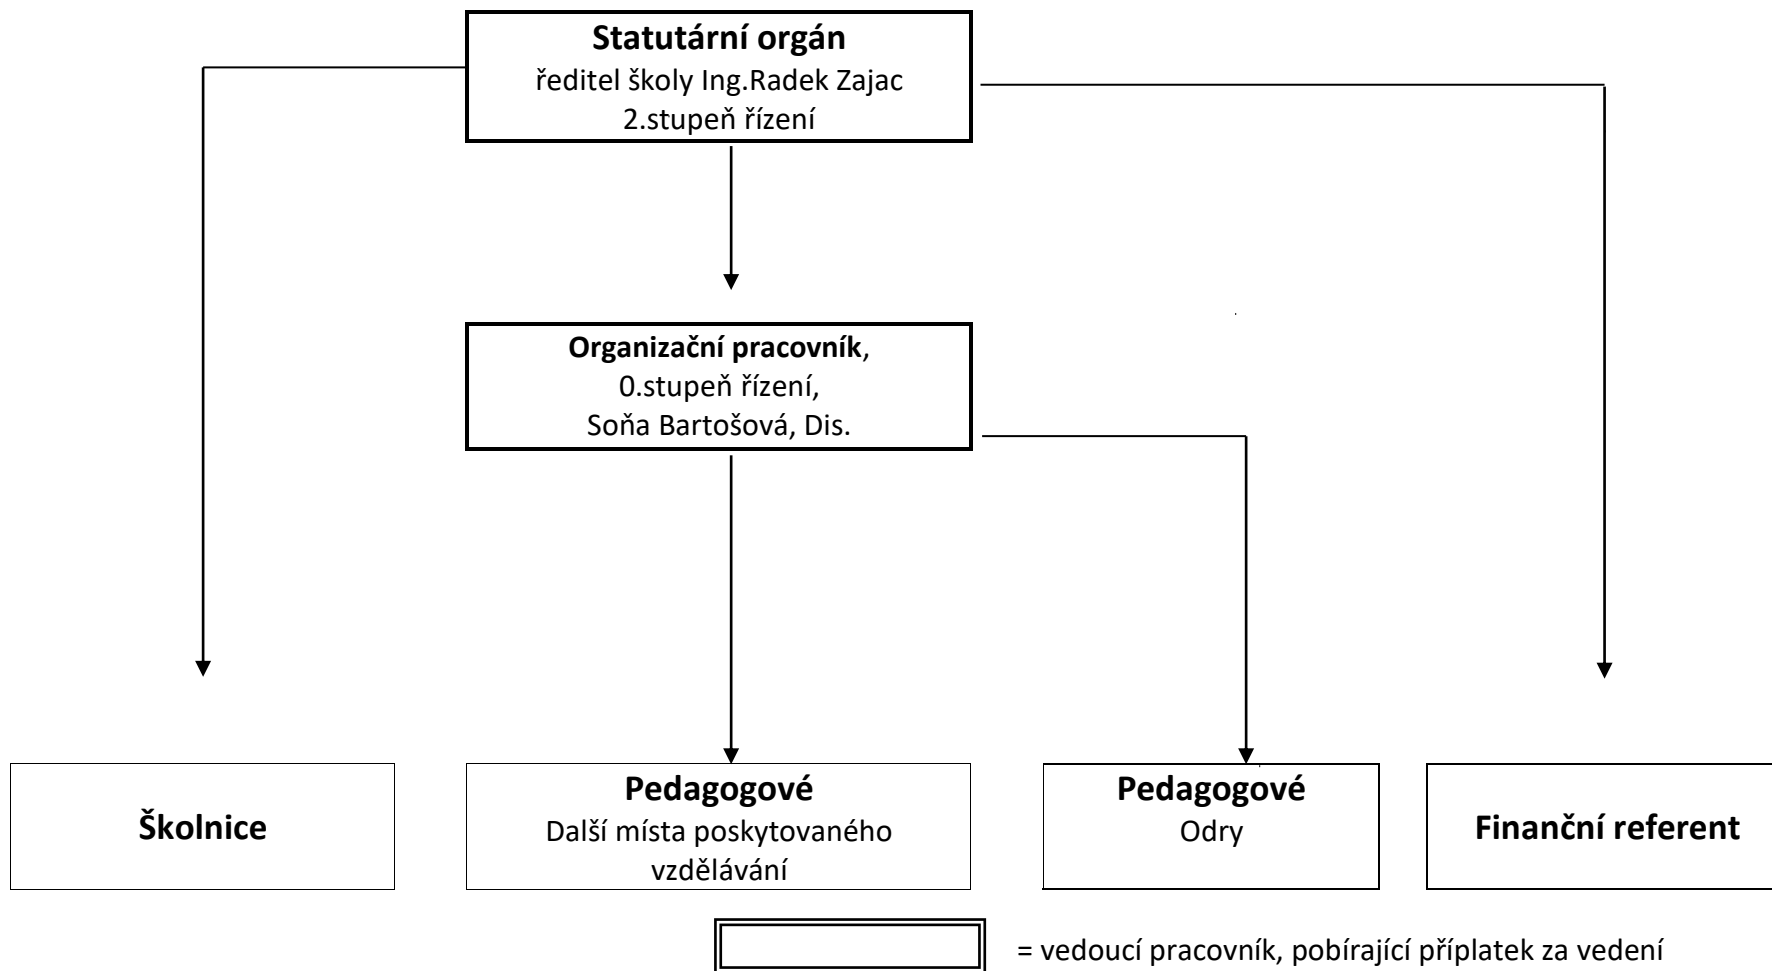 Statutární orgán
ředitel školy Ing.Radek Zajac
2.stupeň řízení
Organizační pracovník,
0.stupeň řízení,
Soňa Bartošová, Dis.
Školnice
Pedagogové
Další místa poskytovaného
vzdělávání
Pedagogové
Odry
Finanční referent
= vedoucí pracovník, pobírající příplatek za vedení